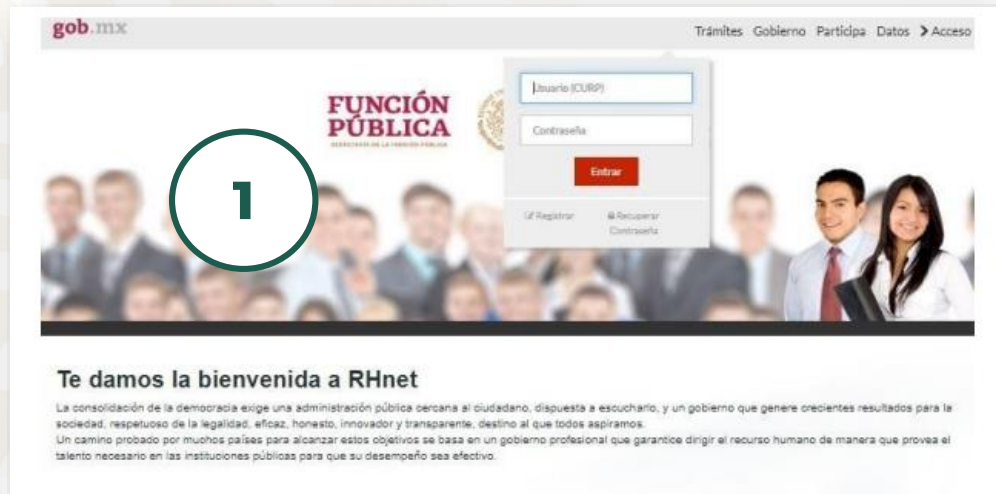 gob.mx
Trámites Gobierno Participa Datos > Acceso
Usuario (CURP)
Contraseña
Entrar
Registrar
Recuperar
Contraseña
FUNCIÓN
PÚBLICA
SECRETARÍA DE LA FUNCIÓN PÚBLICA
1
Te damos la bienvenida a RHnet
La consolidación de la democracia exige una administración pública cercana al ciudadano, dispuesta a escucharlo, y un gobierno que genere crecientes resultados para la
sociedad, respetuoso de la legalidad, eficaz, honesto, innovador y transparente, destino al que todos aspiramos.
Un camino probado por muchos países para alcanzar estos objetivos se basa en un gobierno profesional que garantice dirigir el recurso humano de manera que provea el
talento necesario en las instituciones públicas para que su desempeño sea efectivo.